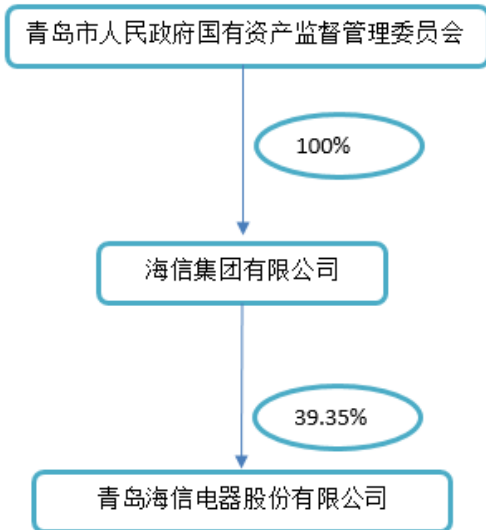 青岛市人民政府国有资产监督管理委员会
100%
海信集团有限公司
39.35%
青岛海信电器股份有限公司